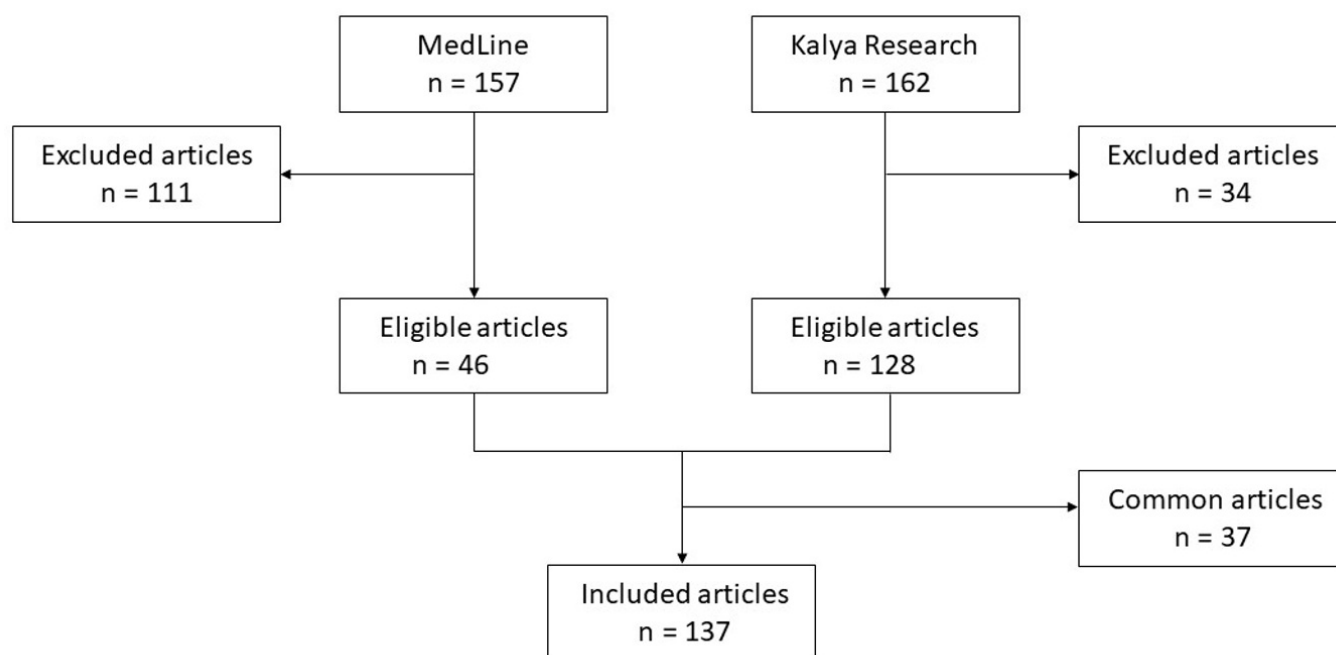 MedLine
n = 157
Kalya Research
n = 162
Excluded articles
n = 111
Excluded articles
n = 34
Eligible articles
n = 46
Eligible articles
n = 128
Common articles
n = 37
Included articles
n = 137